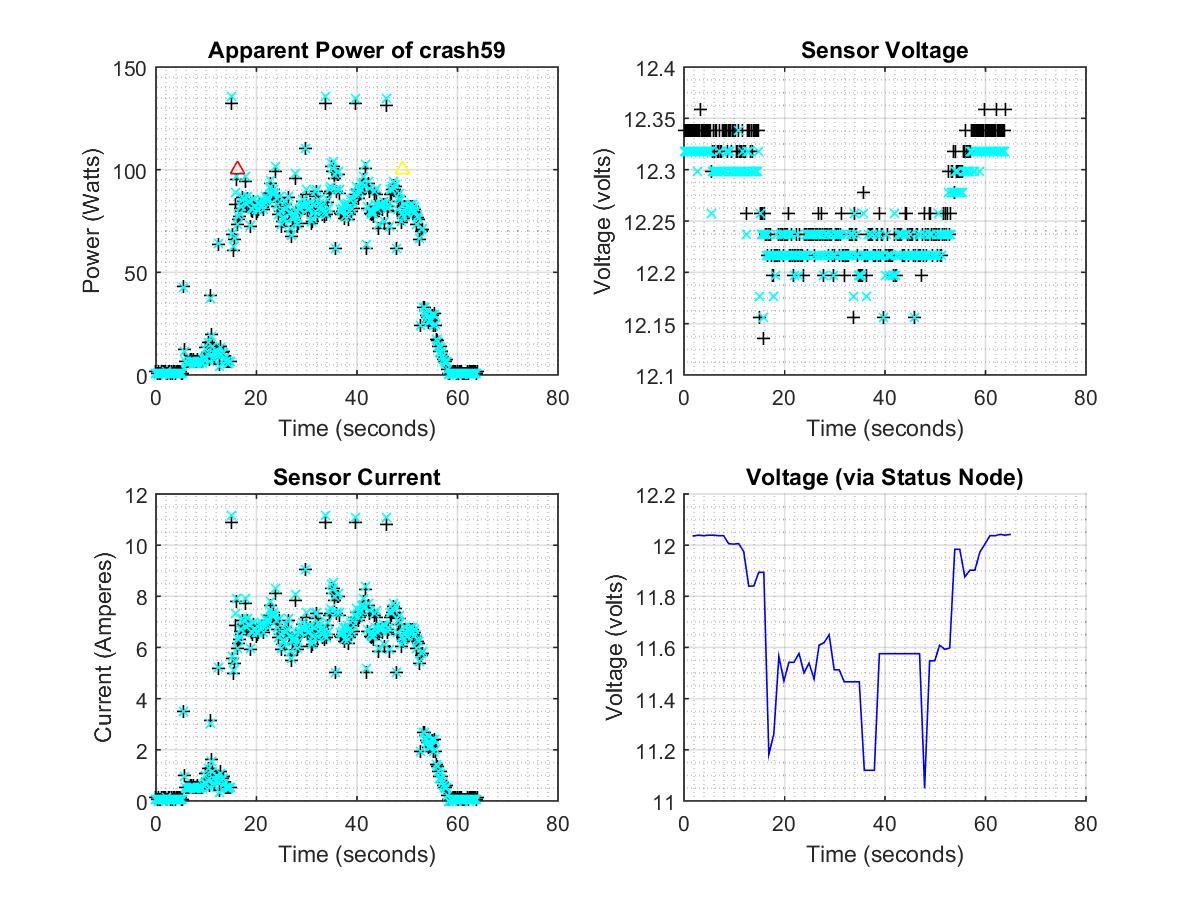 Apparent Power of crash59
150
100
50
0
0 20 40 60 80
Power (Watts)
Time (seconds)
Sensor Voltage
12.4
12.35
12.3
12.25
12.2
12.15
12.1
0 20 40 60 80
Voltage (volts)
Time (seconds)
Sensor Current
12
10
8
6
4
2
0
0 20 40 60 80
Current (Amperes)
Time (seconds)
Voltage (via Status Node)
12.2
12
11.8
11.6
11.4
11.2
11
0 20 40 60 80
Voltage (volts)
Time (seconds)